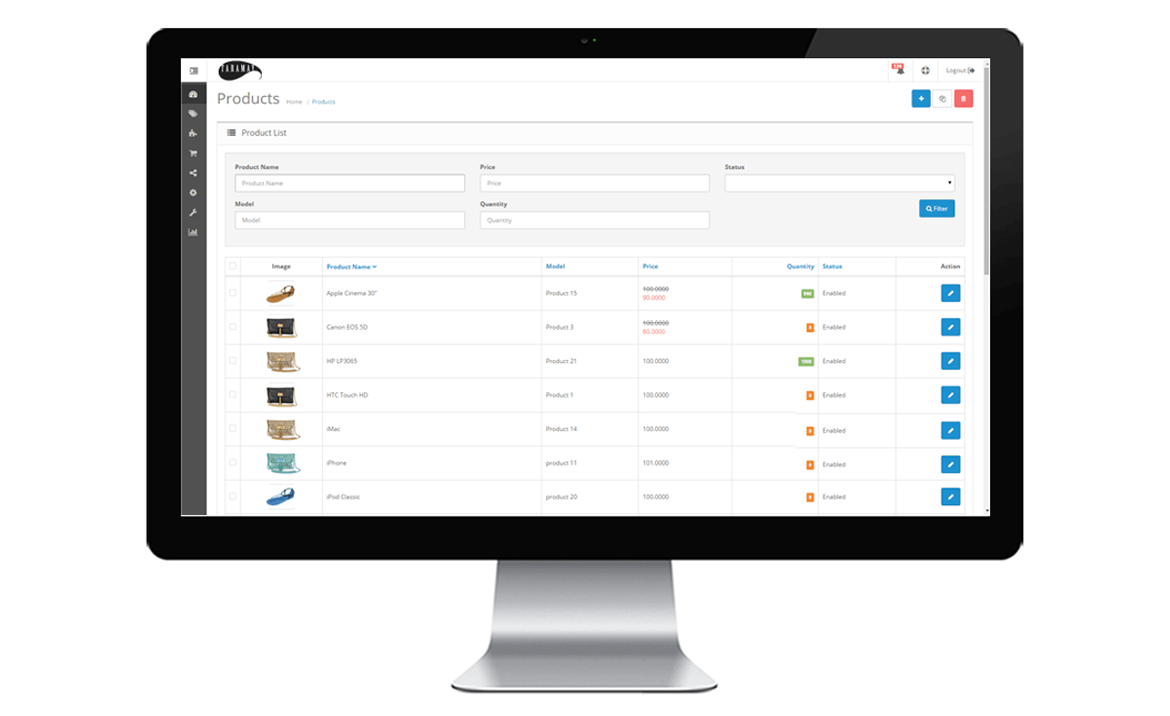 Logout
Products Home / Products
Product List
Product Name Price Status
Product Name Price
Model Quantity
Filter
Model Quantity
Image Product Name Model Price Quantity Status Action
Apple Cinema 30" Product 15 100.0000 Enabled
90.0000
Canon EOS 5D Product 3 100.0000 Enabled
80.0000
HP LP3065 Product 21 100.0000 1000 Enabled
HTC Touch HD Product 1 100.0000 0 Enabled
iMac Product 14 100.0000 0 Enabled
iPhone product 11 101.0000 0 Enabled
iPod Classic product 20 100.0000 0 Enabled